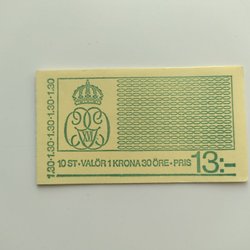 1.30·1.30·1.30·1.30·1.30
10 ST · VALÖR 1 KRONA 30 ÖRE · PRIS 13:-